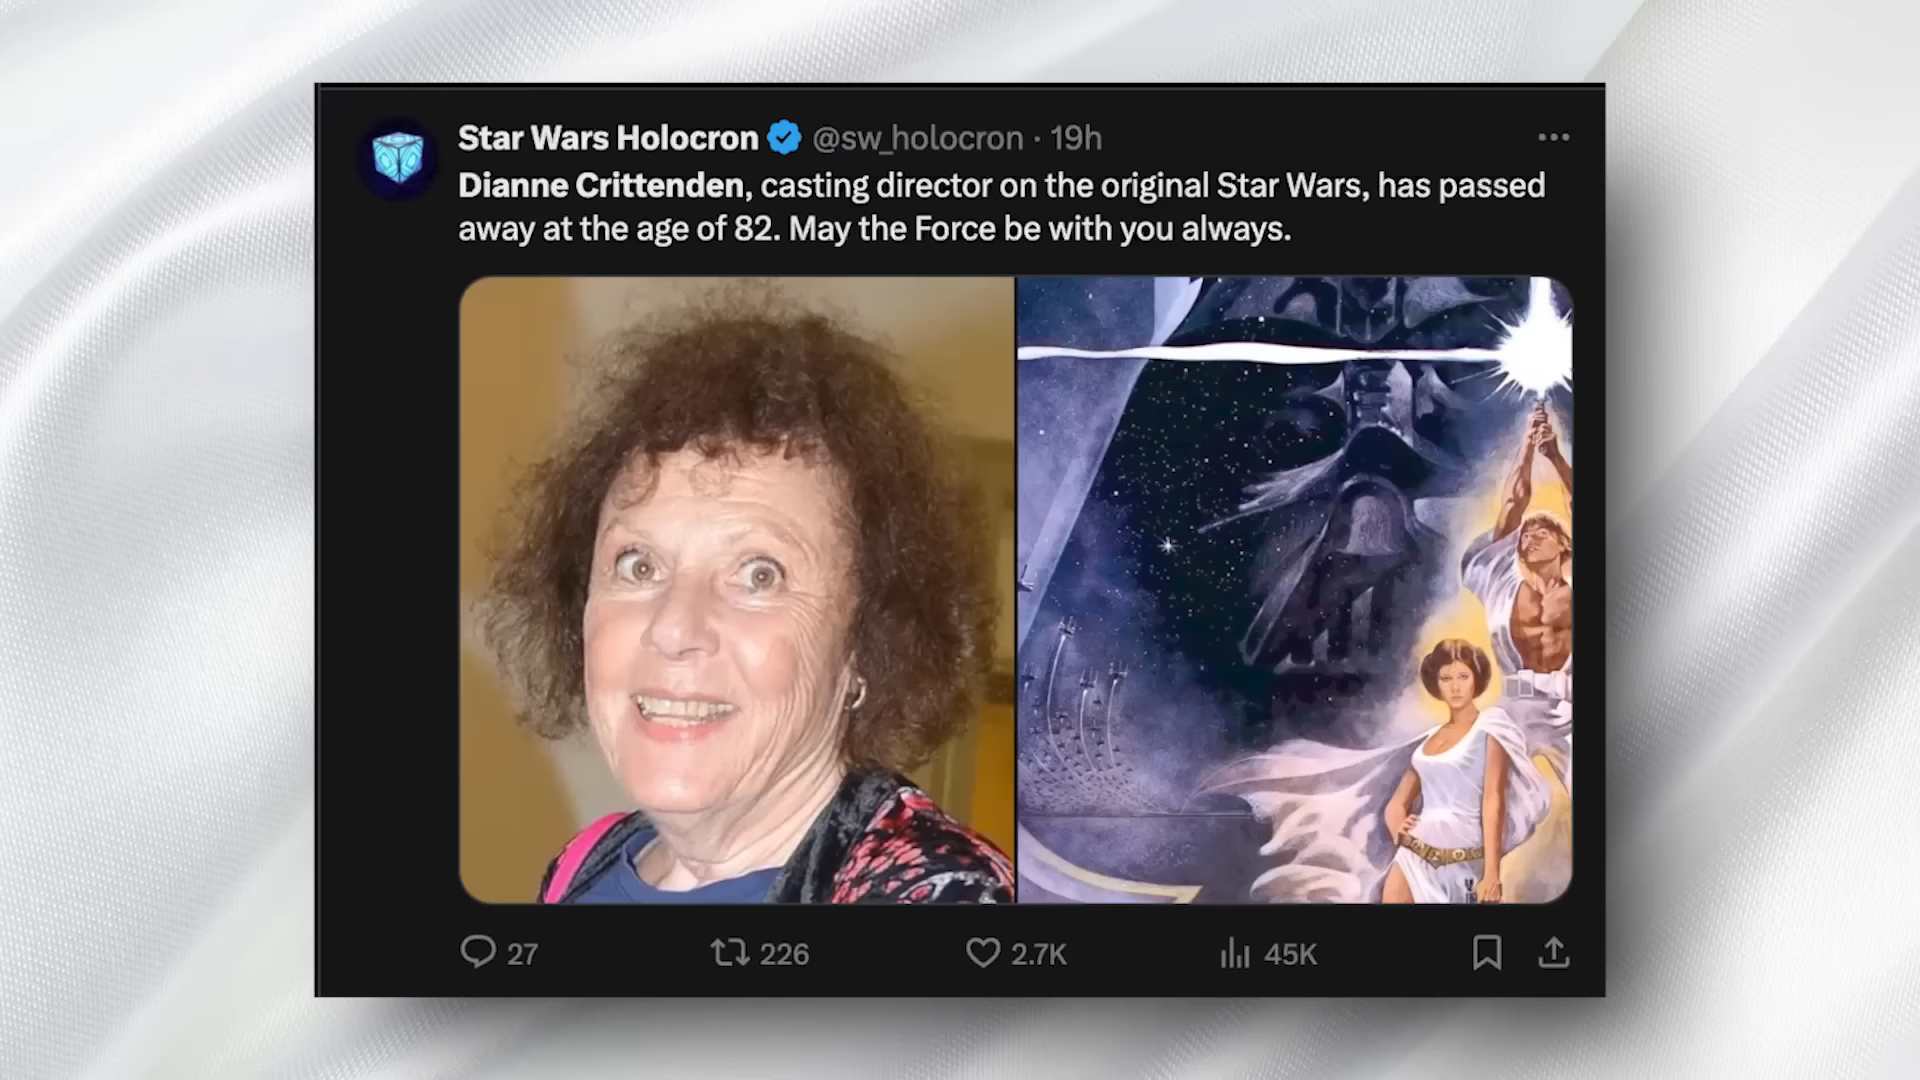 Star Wars Holocron @sw_holocron · 19h
Dianne Crittenden, casting director on the original Star Wars, has passed
away at the age of 82. May the Force be with you always.
27 226 2.7K 45K